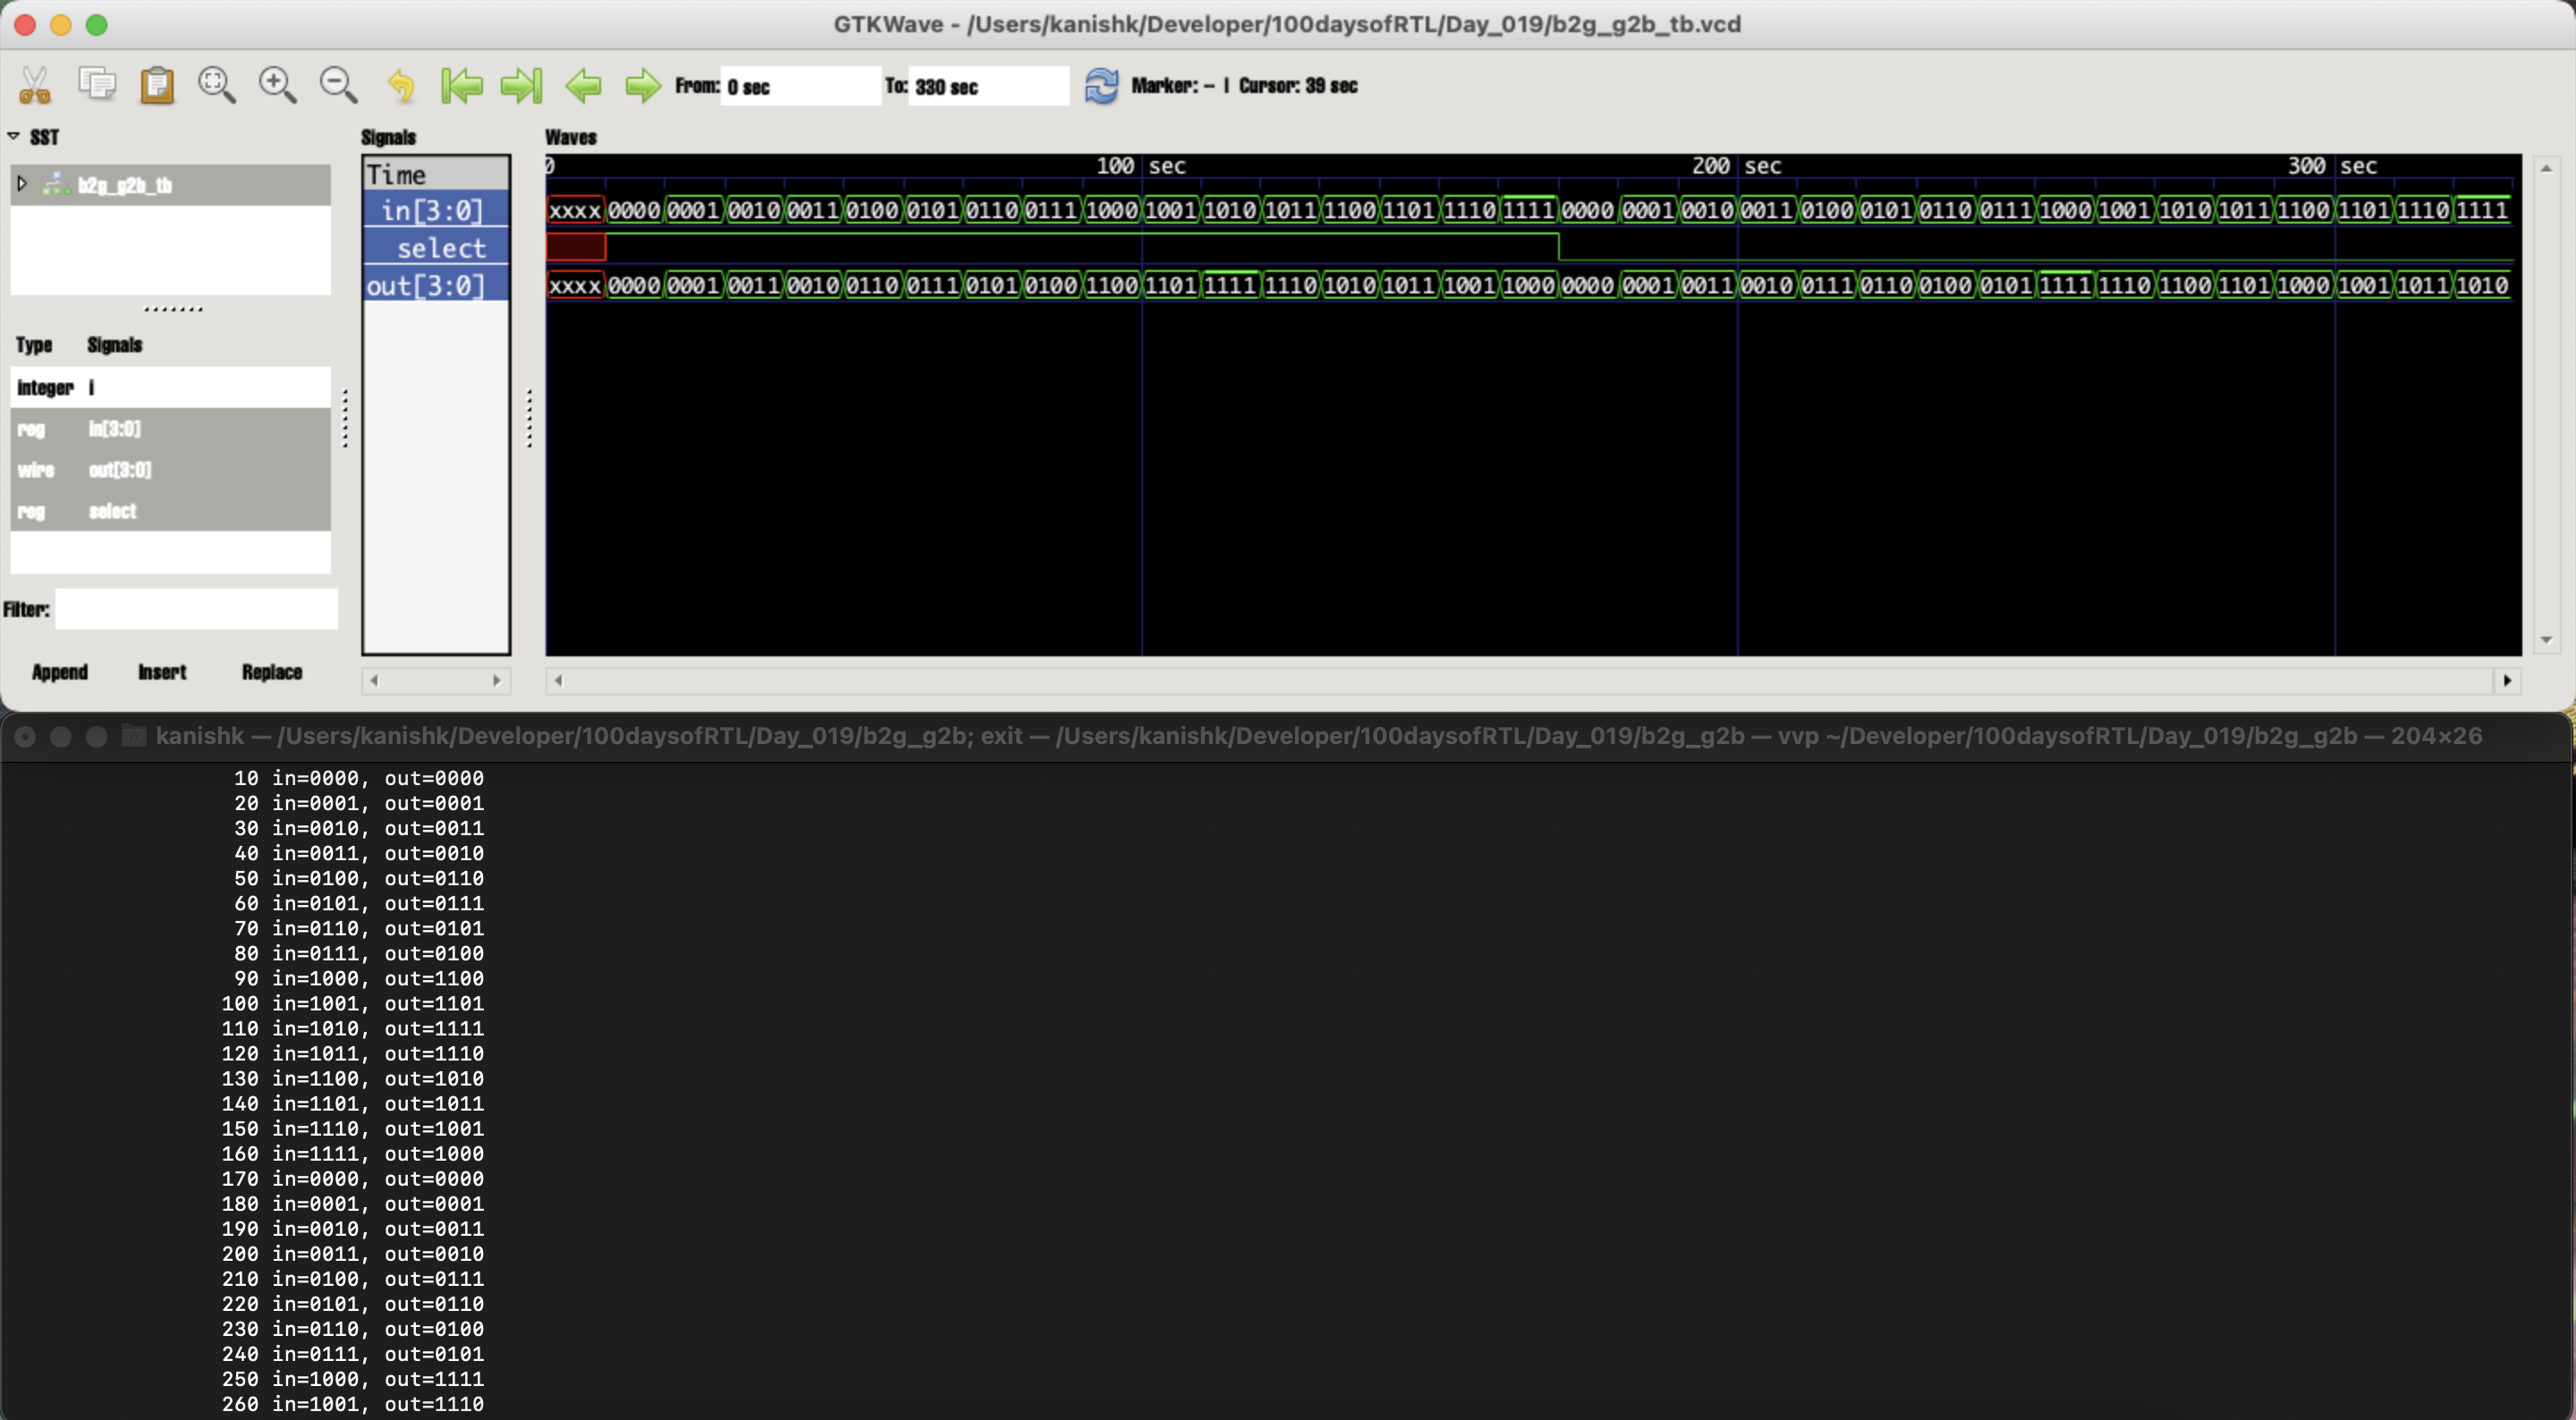 GTKWave - /Users/kanishk/Developer/100daysofRTL/Day_019/b2g_g2b_tb.vcd
From: 0 sec To: 330 sec Marker: -- | Cursor: 39 sec
SST
b2g_g2b_tb
Type Signals
integer i
reg in[3:0]
wire out[3:0]
reg select
Filter:
Append Insert Replace
Signals
Time
in[3:0]
select
out[3:0]
Waves
0 100 sec 200 sec 300 sec
xxxx 0000 0001 0010 0011 0100 0101 0110 0111 1000 1001 1010 1011 1100 1101 1110 1111 0000 0001 0010 0011 0100 0101 0110 0111 1000 1001 1010 1011 1100 1101 1110 1111
xxxx 0000 0001 0011 0010 0110 0111 0101 0100 1100 1101 1111 1110 1010 1011 1001 1000 0000 0001 0011 0010 0111 0110 0100 0101 1111 1110 1100 1101 1000 1001 1011 1010
kanishk — /Users/kanishk/Developer/100daysofRTL/Day_019/b2g_g2b; exit — /Users/kanishk/Developer/100daysofRTL/Day_019/b2g_g2b — vvp ~/Developer/100daysofRTL/Day_019/b2g_g2b — 204×26
10 in=0000, out=0000
20 in=0001, out=0001
30 in=0010, out=0011
40 in=0011, out=0010
50 in=0100, out=0110
60 in=0101, out=0111
70 in=0110, out=0101
80 in=0111, out=0100
90 in=1000, out=1100
100 in=1001, out=1101
110 in=1010, out=1111
120 in=1011, out=1110
130 in=1100, out=1010
140 in=1101, out=1011
150 in=1110, out=1001
160 in=1111, out=1000
170 in=0000, out=0000
180 in=0001, out=0001
190 in=0010, out=0011
200 in=0011, out=0010
210 in=0100, out=0111
220 in=0101, out=0110
230 in=0110, out=0100
240 in=0111, out=0101
250 in=1000, out=1111
260 in=1001, out=1110